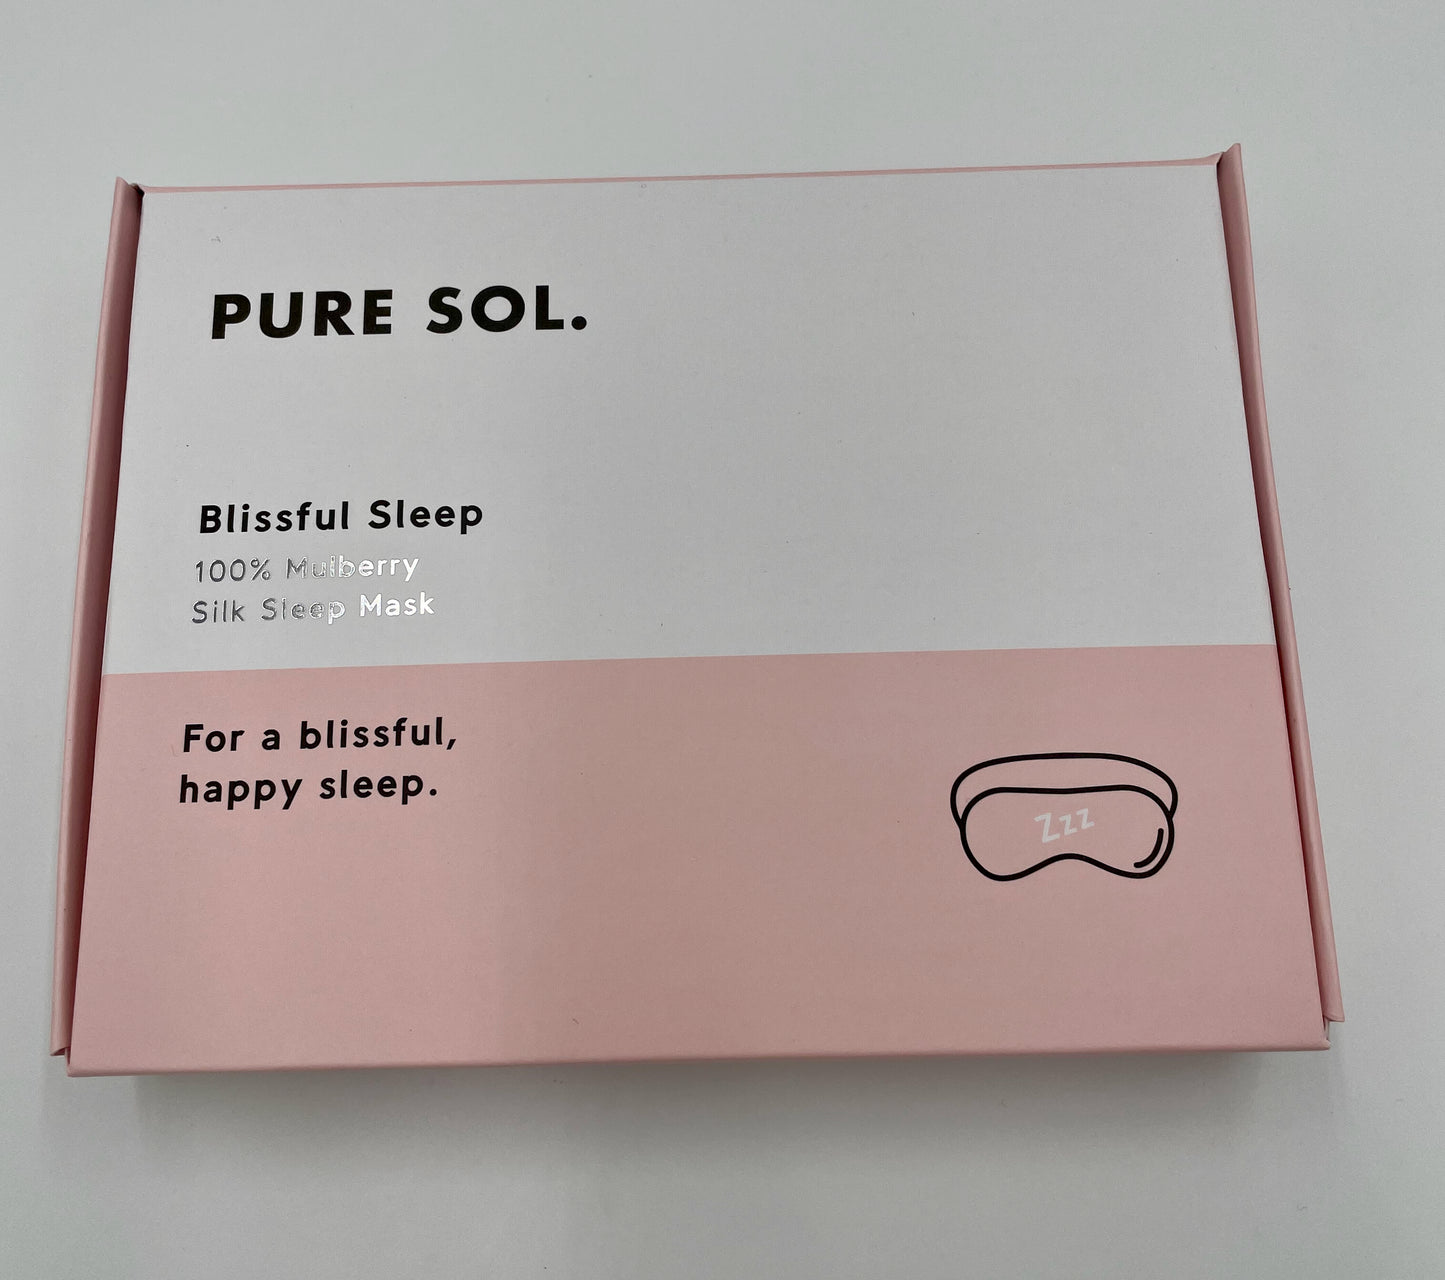 PURE SOL.
Blissful Sleep
100% Mulberry
Silk Sleep Mask
For a blissful,
happy sleep.
Zzz